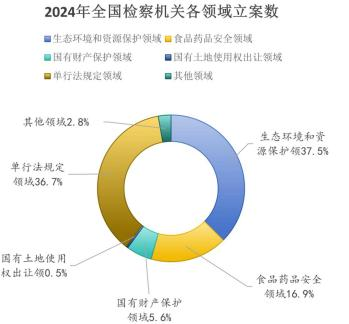 2024年全国检察机关各领域立案数
生态环境和资源保护领域 食品药品安全领域
国有财产保护领域 国有土地使用权出让领域
单行法规定领域 其他领域
其他领域2.8%
生态环境和资
源保护领37.5%
单行法规定
领域36.7%
国有土地使用
权出让领0.5%
国有财产保护
领域5.6%
食品药品安全
领域16.9%